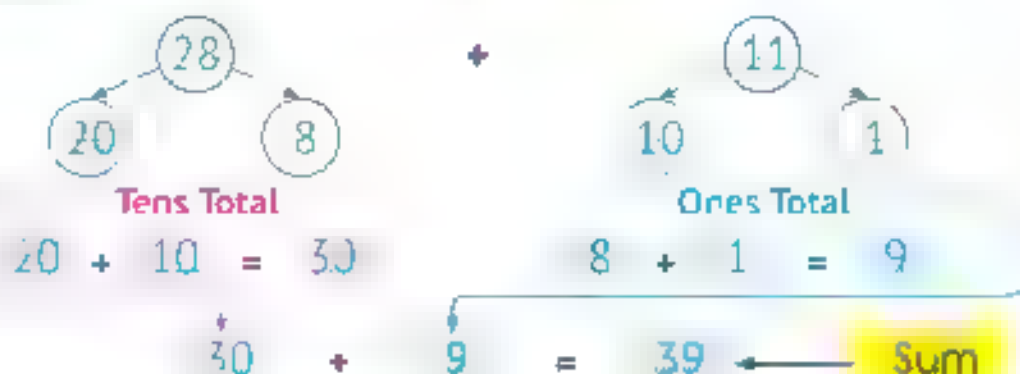 28 + 11
20 8 10 1
Tens Total Ones Total
20 + 10 = 30 8 + 1 = 9
30 + 9 = 39 Sum